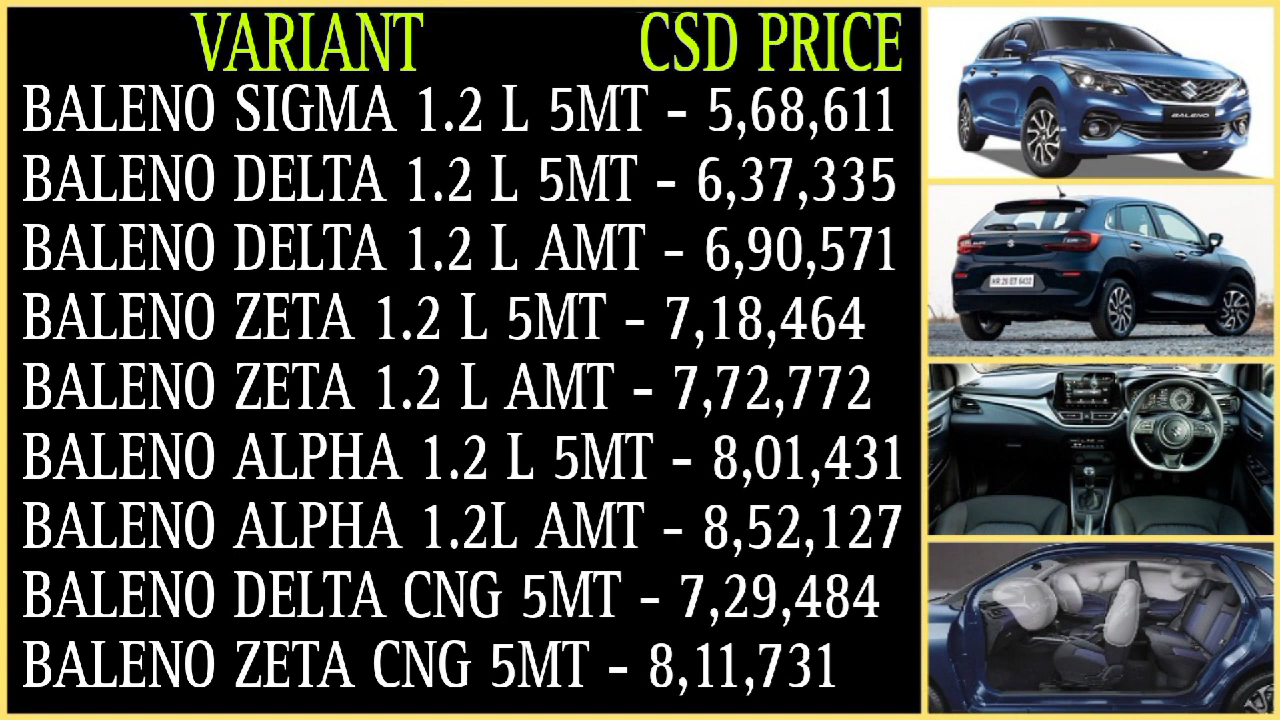 VARIANT CSD PRICE
BALENO SIGMA 1.2 L 5MT - 5,68,611
BALENO DELTA 1.2 L 5MT - 6,37,335
BALENO DELTA 1.2 L AMT - 6,90,571
BALENO ZETA 1.2 L 5MT - 7,18,464
BALENO ZETA 1.2 L AMT - 7,72,772
BALENO ALPHA 1.2 L 5MT - 8,01,431
BALENO ALPHA 1.2L AMT - 8,52,127
BALENO DELTA CNG 5MT - 7,29,484
BALENO ZETA CNG 5MT - 8,11,731
BALENO